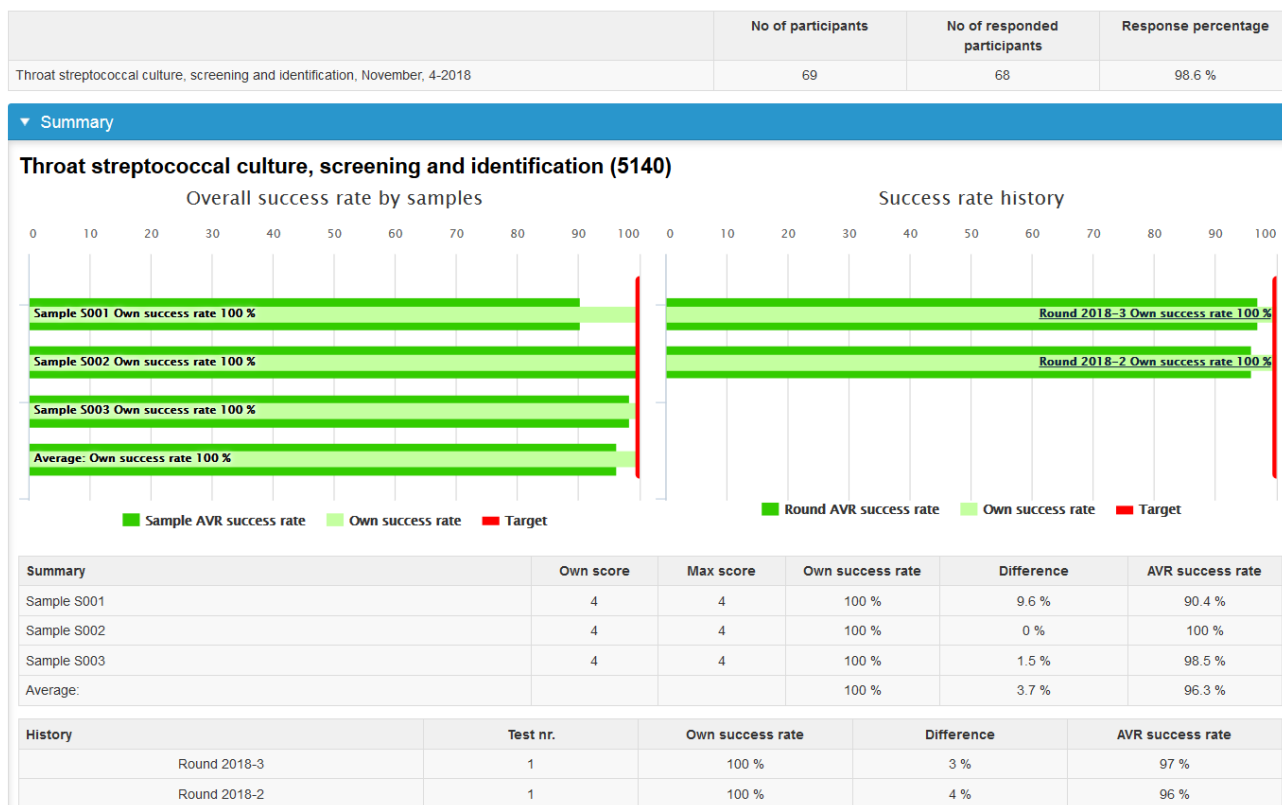 No of participants No of responded participants Response percentage
Throat streptococcal culture, screening and identification, November, 4-2018 69 68 98.6 %
Summary
Throat streptococcal culture, screening and identification (5140)
Overall success rate by samples
0 10 20 30 40 50 60 70 80 90 100
Sample S001 Own success rate 100 %
Sample S002 Own success rate 100 %
Sample S003 Own success rate 100 %
Average: Own success rate 100 %
Sample AVR success rate Own success rate Target
Success rate history
0 10 20 30 40 50 60 70 80 90 100
Round 2018-3 Own success rate 100 %
Round 2018-2 Own success rate 100 %
Round AVR success rate Own success rate Target
Summary Own score Max score Own success rate Difference AVR success rate
Sample S001 4 4 100 % 9.6 % 90.4 %
Sample S002 4 4 100 % 0 % 100 %
Sample S003 4 4 100 % 1.5 % 98.5 %
Average: 100 % 3.7 % 96.3 %
History Test nr. Own success rate Difference AVR success rate
Round 2018-3 1 100 % 3 % 97 %
Round 2018-2 1 100 % 4 % 96 %